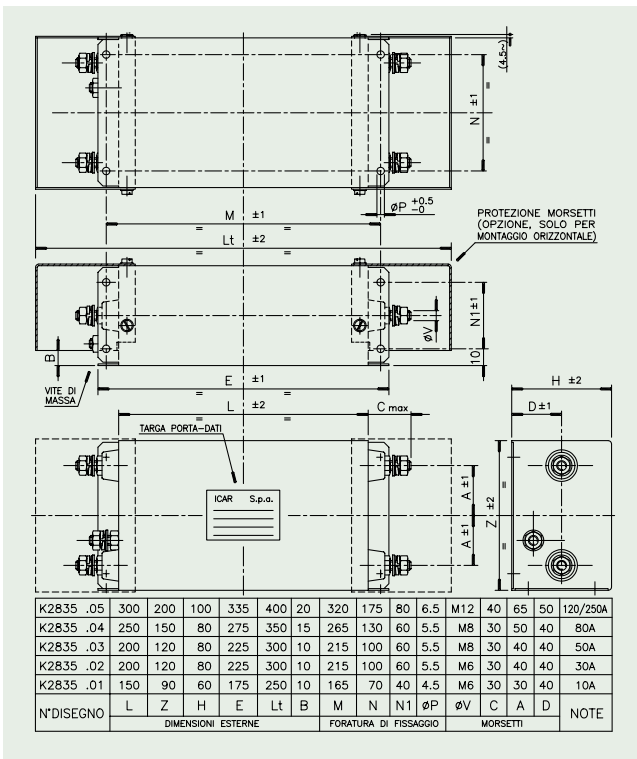 (4.5~)
N ±1
=
=
øP +0.5
-0
M ±1
= =
Lt ±2
= =
PROTEZIONE MORSETTI
(OPZIONE, SOLO PER
MONTAGGIO ORIZZONTALE)
B
øV
N1±1
10
VITE DI
MASSA
E ±1
= =
L ±2
= =
C max
H ±2
D±1
TARGA PORTA-DATI
ICAR S.p.a.
A ±1
A ±1
Z ±2
=
=
K2835 .05 300 200 100 335 400 20 320 175 80 6.5 M12 40 65 50 120/250A
K2835 .04 250 150 80 275 350 15 265 130 60 5.5 M8 30 50 40 80A
K2835 .03 200 120 80 225 300 10 215 100 60 5.5 M8 30 40 40 50A
K2835 .02 200 120 80 225 300 10 215 100 60 5.5 M6 30 40 40 30A
K2835 .01 150 90 60 175 250 10 165 70 40 4.5 M6 30 30 40 10A
N°DISEGNO L Z H E Lt B M N N1 øP øV C A D NOTE
DIMENSIONI ESTERNE FORATURA DI FISSAGGIO MORSETTI